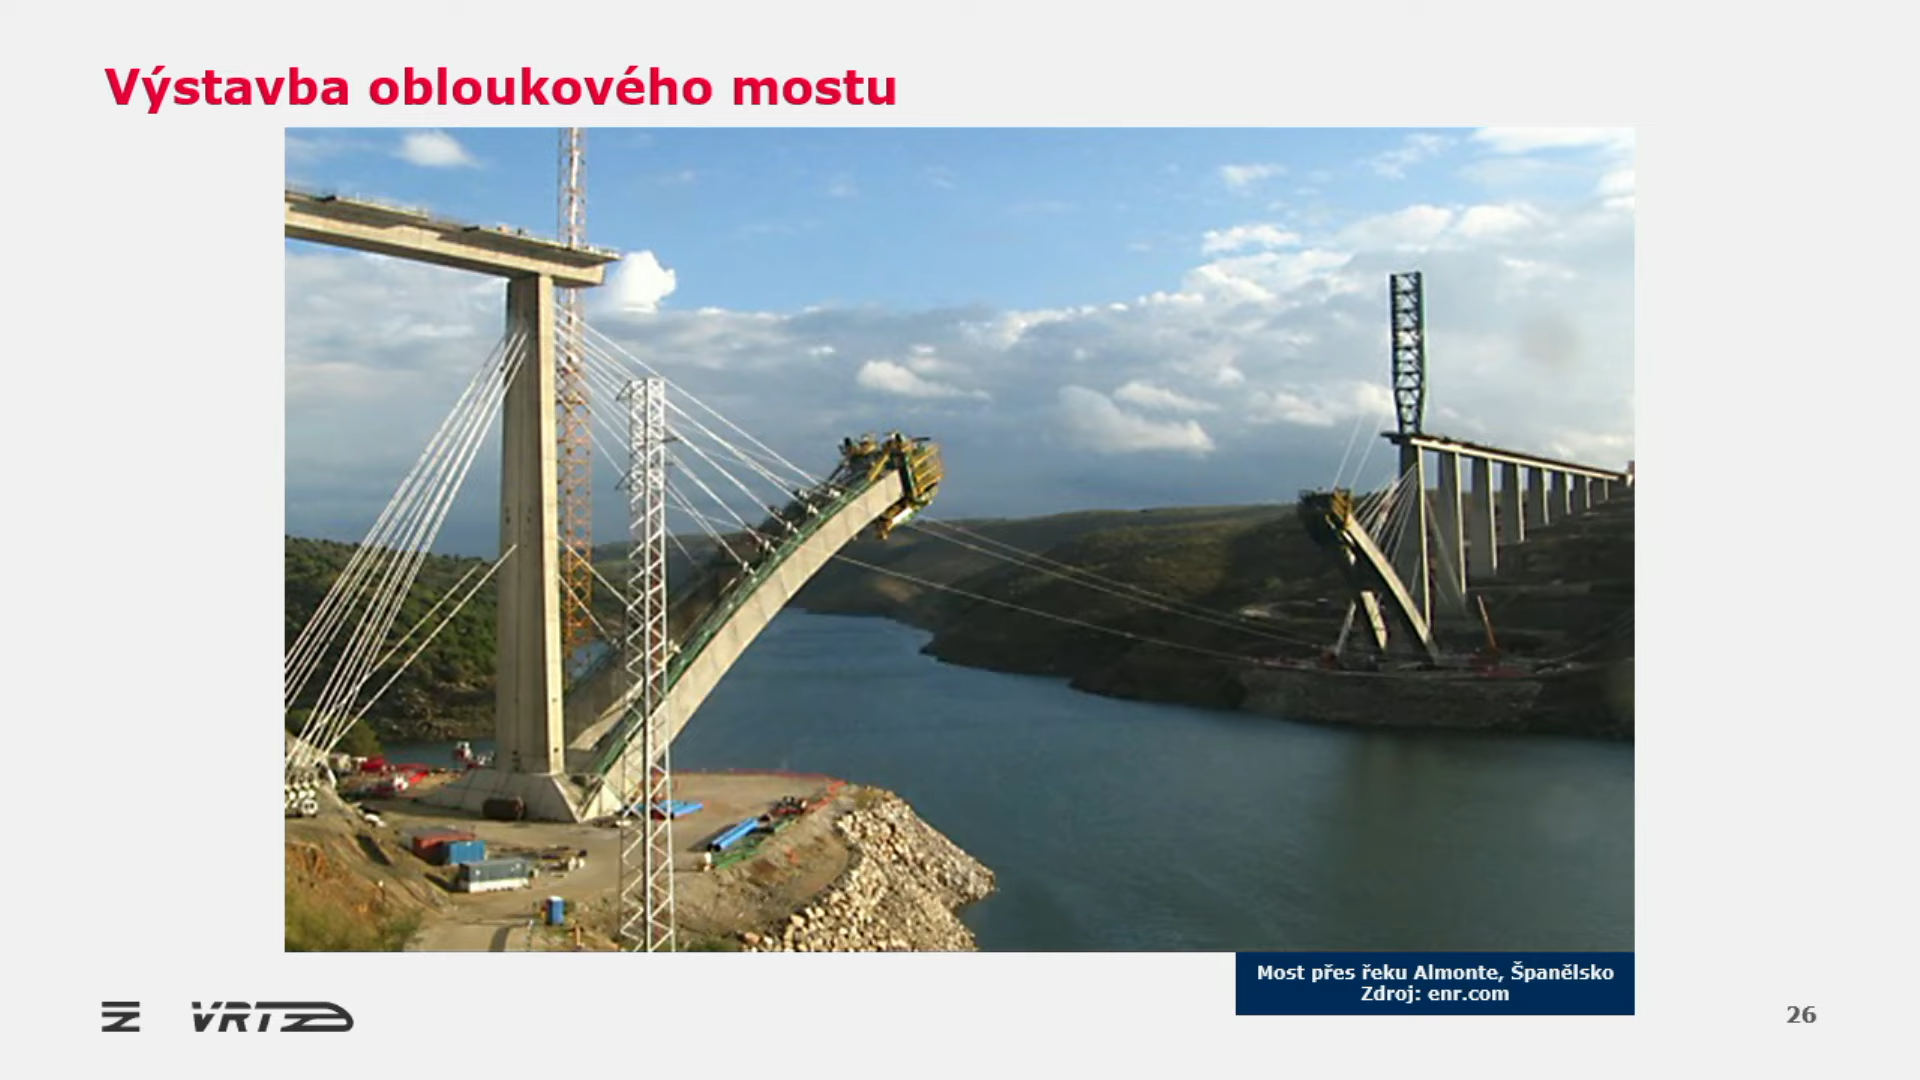 Výstavba obloukového mostu
Most přes řeku Almonte, Španělsko
Zdroj: enr.com
VRT
26